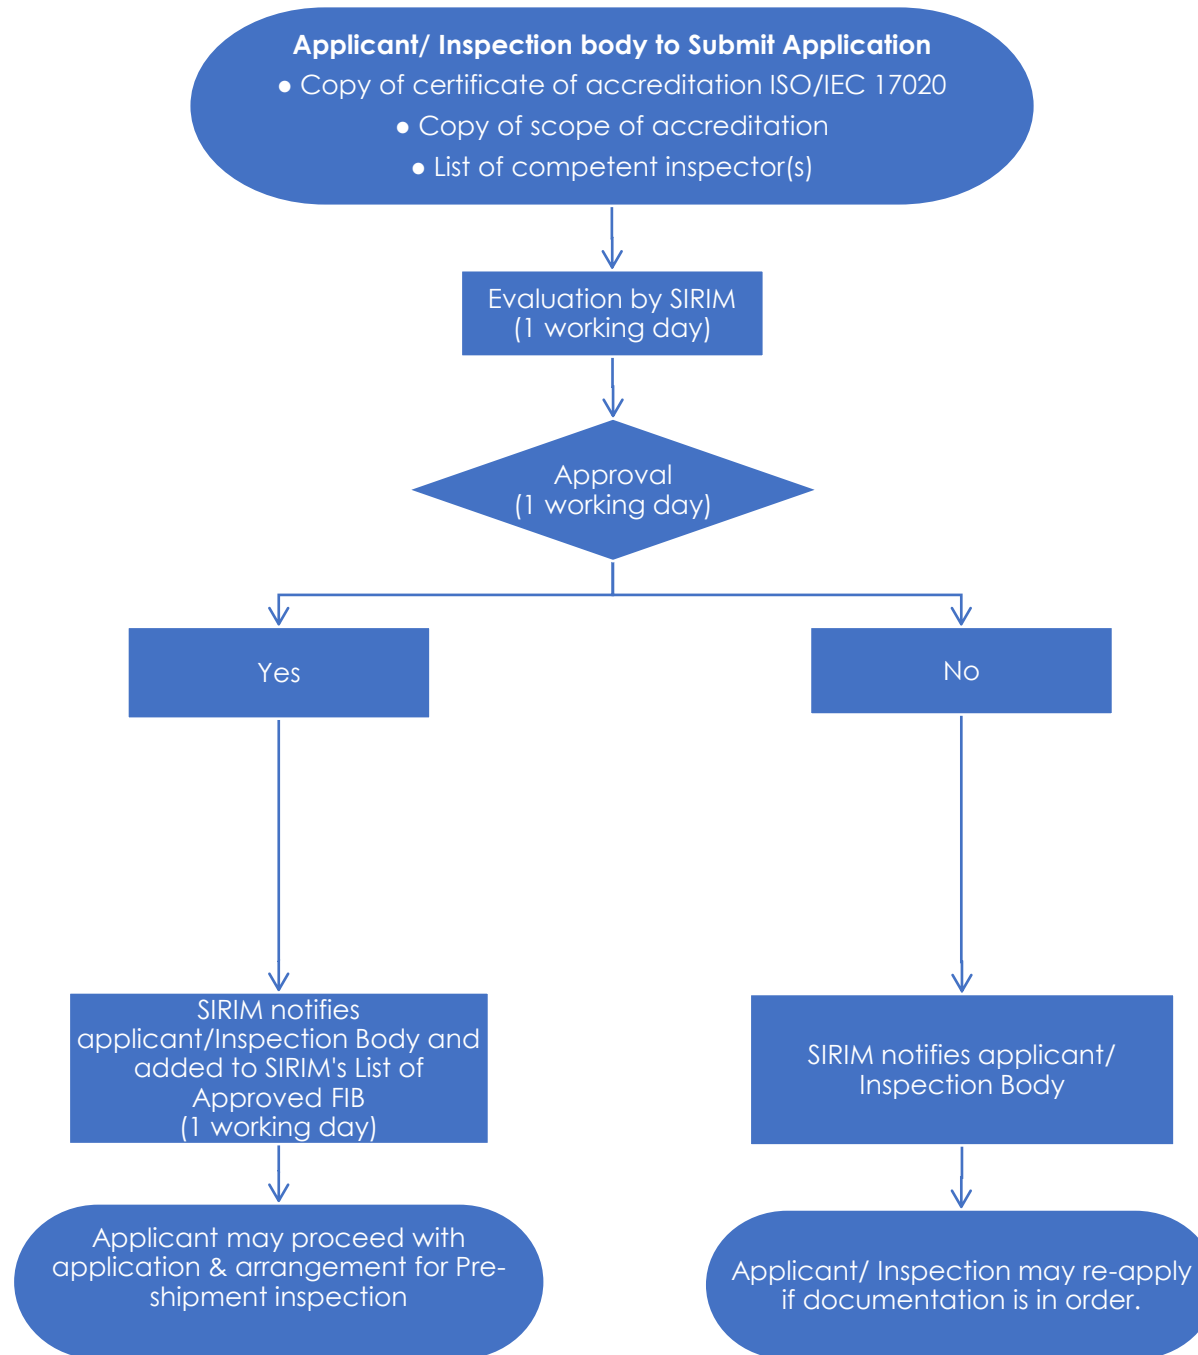 Applicant/ Inspection body to Submit Application
● Copy of certificate of accreditation ISO/IEC 17020
● Copy of scope of accreditation
● List of competent inspector(s)
Evaluation by SIRIM
(1 working day)
Approval
(1 working day)
Yes
No
SIRIM notifies
applicant/Inspection Body and
added to SIRIM's List of
Approved FIB
(1 working day)
SIRIM notifies applicant/
Inspection Body
Applicant may proceed with
application & arrangement for Pre-
shipment inspection
Applicant/ Inspection may re-apply
if documentation is in order.